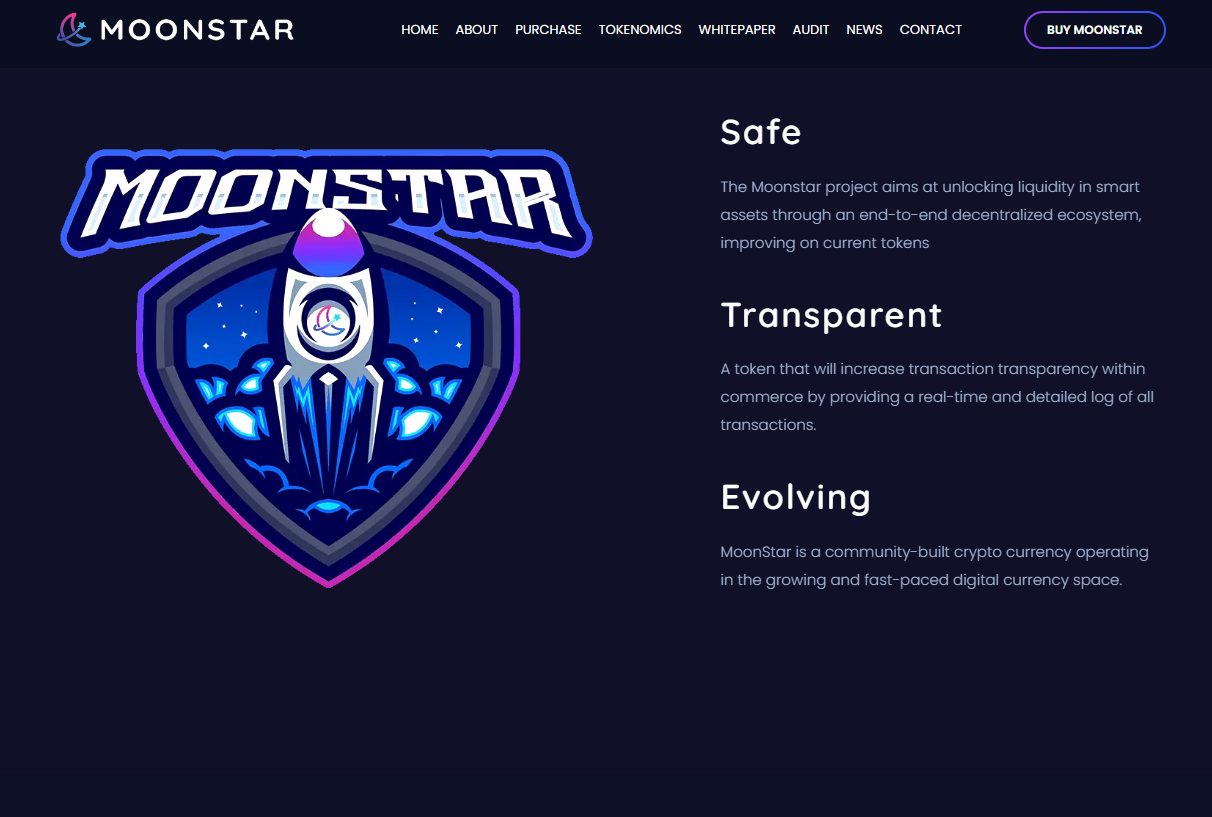 MOONSTAR
HOME ABOUT PURCHASE TOKENOMICS WHITEPAPER AUDIT NEWS CONTACT
BUY MOONSTAR
MOONSTAR
Safe
The Moonstar project aims at unlocking liquidity in smart
assets through an end-to-end decentralized ecosystem,
improving on current tokens
Transparent
A token that will increase transaction transparency within
commerce by providing a real-time and detailed log of all
transactions.
Evolving
MoonStar is a community-built crypto currency operating
in the growing and fast-paced digital currency space.